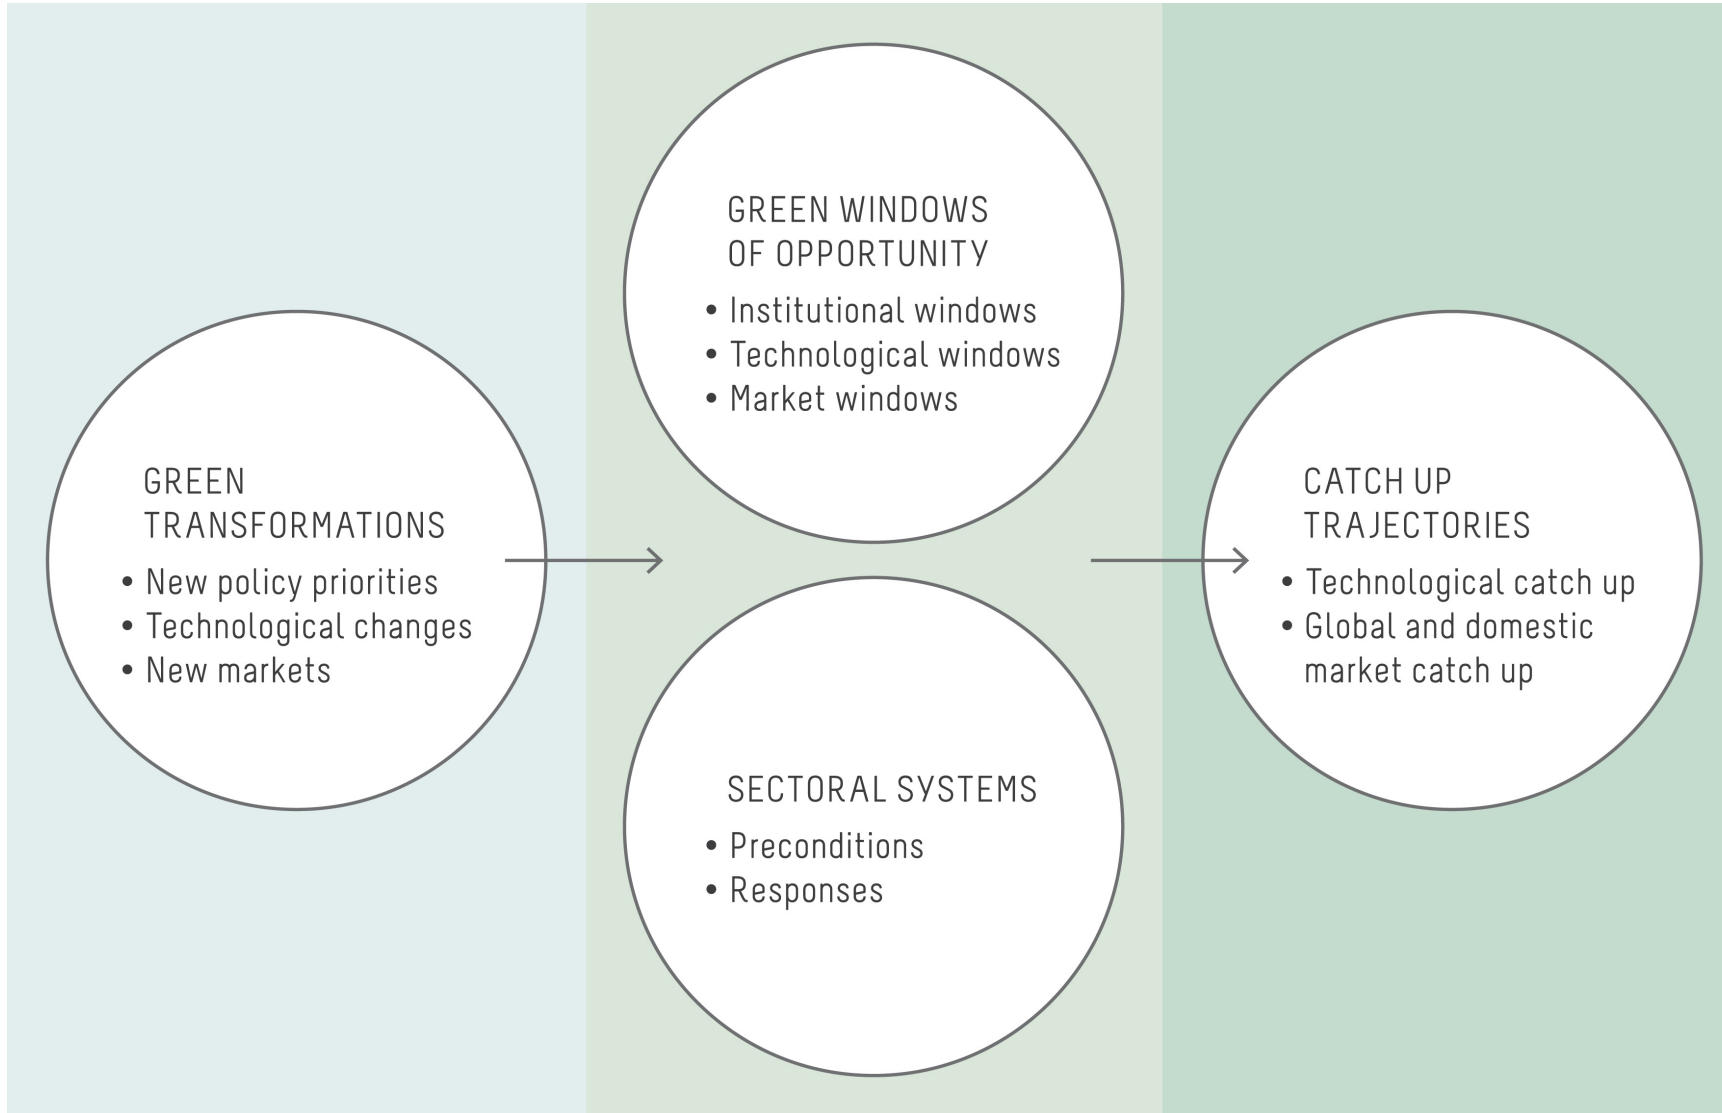 GREEN
TRANSFORMATIONS
• New policy priorities
• Technological changes
• New markets
GREEN WINDOWS
OF OPPORTUNITY
• Institutional windows
• Technological windows
• Market windows
SECTORAL SYSTEMS
• Preconditions
• Responses
CATCH UP
TRAJECTORIES
• Technological catch up
• Global and domestic
market catch up